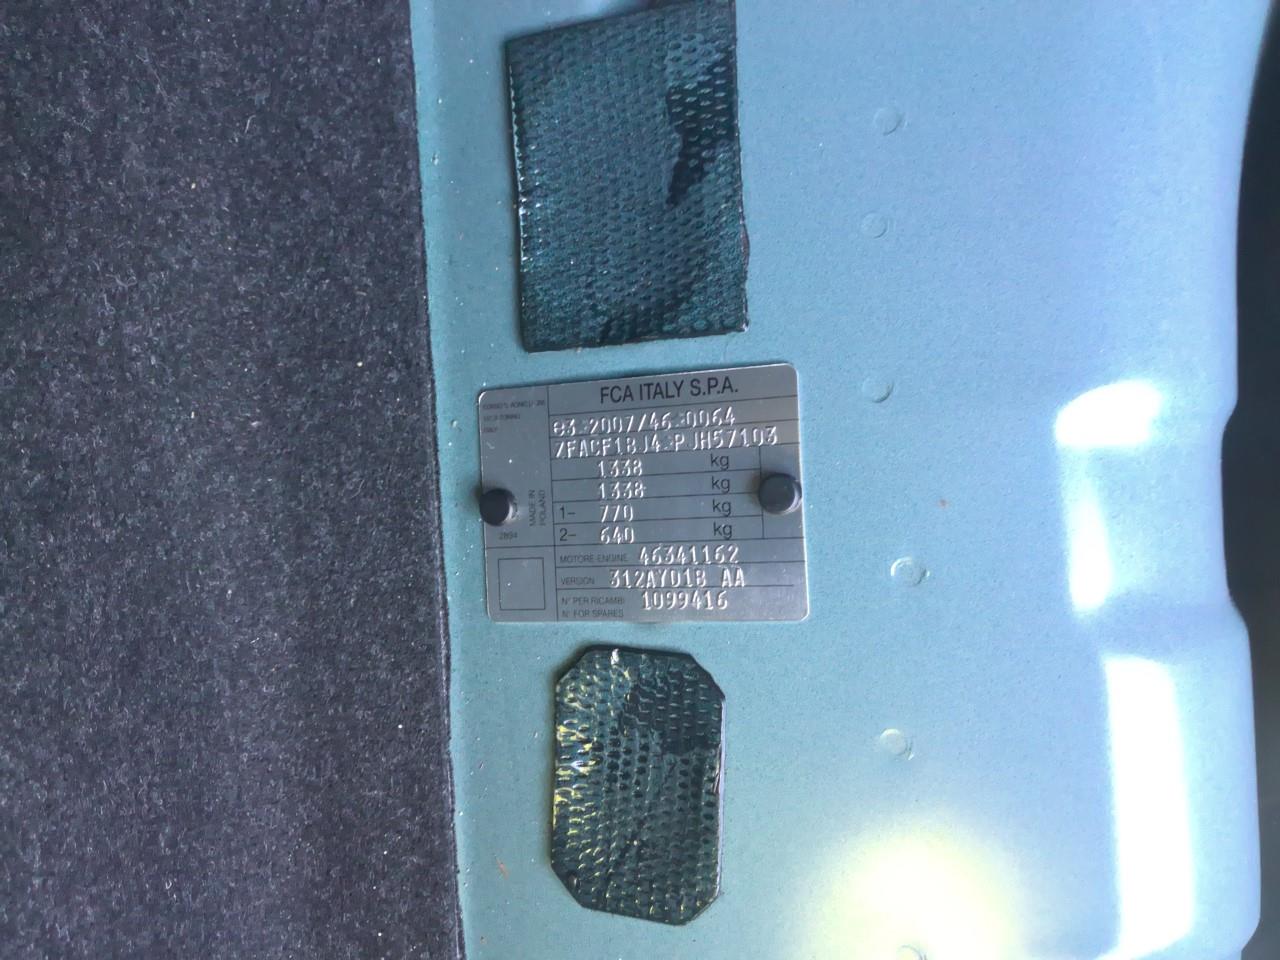 FCA ITALY S.P.A.
e3*2007/46*0064
ZFACF1BJ4*PJH57103
1338 kg
1338 kg
1- 770 kg
2- 640 kg
MADE IN
POLAND
2894
MOTORE-ENGINE 46341162
VERSION 312AYD1B AA
N° PER RICAMBI 1099416
N° FOR SPARES